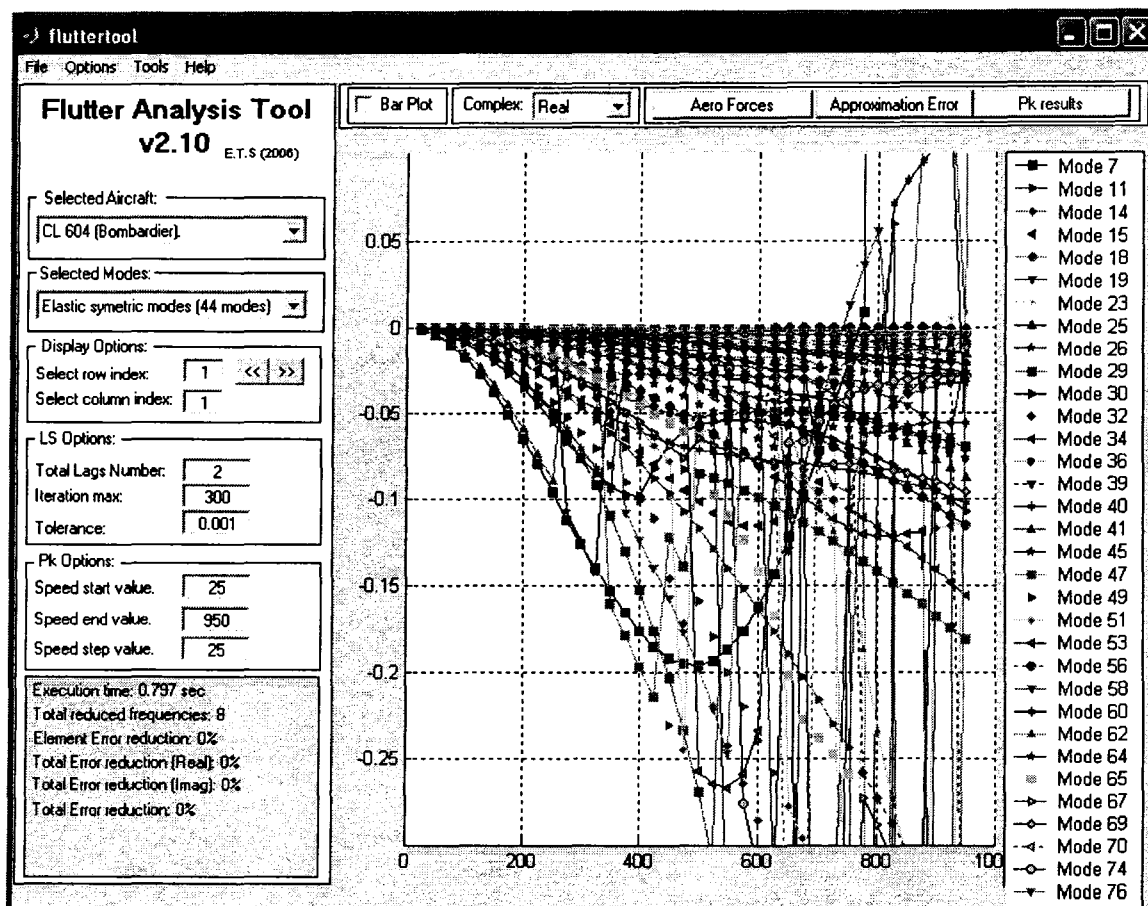 fluttertool
File Options Tools Help
Flutter Analysis Tool
v2.10 E.T.S (2006)
Selected Aircraft:
CL 604 (Bombardier).
Selected Modes:
Elastic symetric modes (44 modes)
Display Options:
Select row index: 1 << >>
Select column index: 1
LS Options:
Total Lags Number: 2
Iteration max: 300
Tolerance: 0.001
Pk Options:
Speed start value. 25
Speed end value. 950
Speed step value. 25
Execution time: 0.797 sec
Total reduced frequencies: 8
Element Error reduction: 0%
Total Error reduction (Real): 0%
Total Error reduction (Imag): 0%
Total Error reduction: 0%
Bar Plot Complex: Real Aero Forces Approximation Error Pk results
0.05
0
-0.05
-0.1
-0.15
-0.2
-0.25
0 200 400 600 800 100
Mode 7
Mode 11
Mode 14
Mode 15
Mode 18
Mode 19
Mode 23
Mode 25
Mode 26
Mode 29
Mode 30
Mode 32
Mode 34
Mode 36
Mode 39
Mode 40
Mode 41
Mode 45
Mode 47
Mode 49
Mode 51
Mode 53
Mode 56
Mode 58
Mode 60
Mode 62
Mode 64
Mode 65
Mode 67
Mode 69
Mode 70
Mode 74
Mode 76